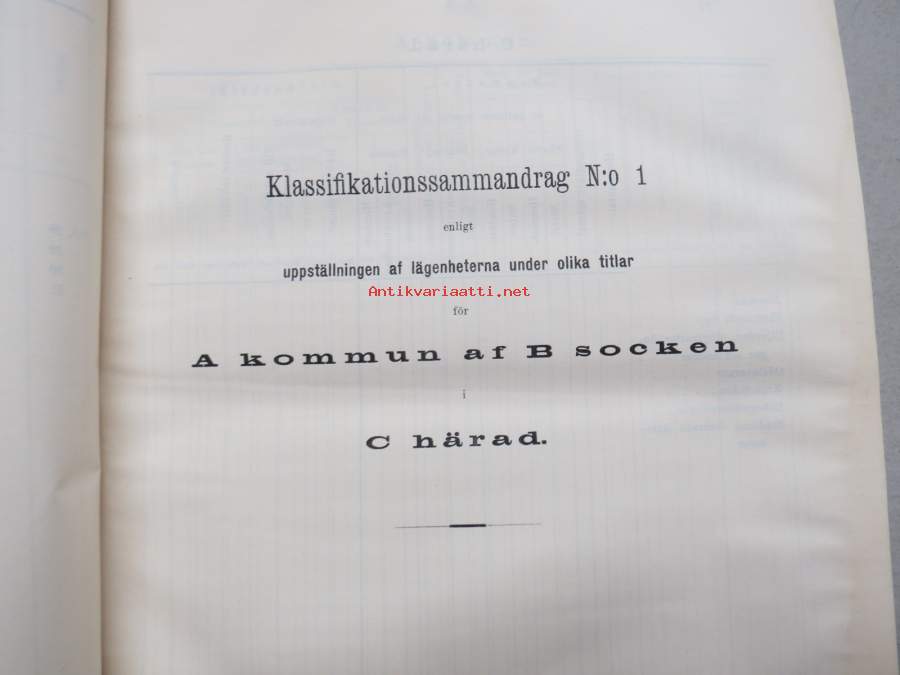 Klassifikationssammandrag N:o 1
enligt
uppställningen af lägenheterna under olika titlar
Antikvariaatti.net
för
A kommun af B socken
i
C härad.